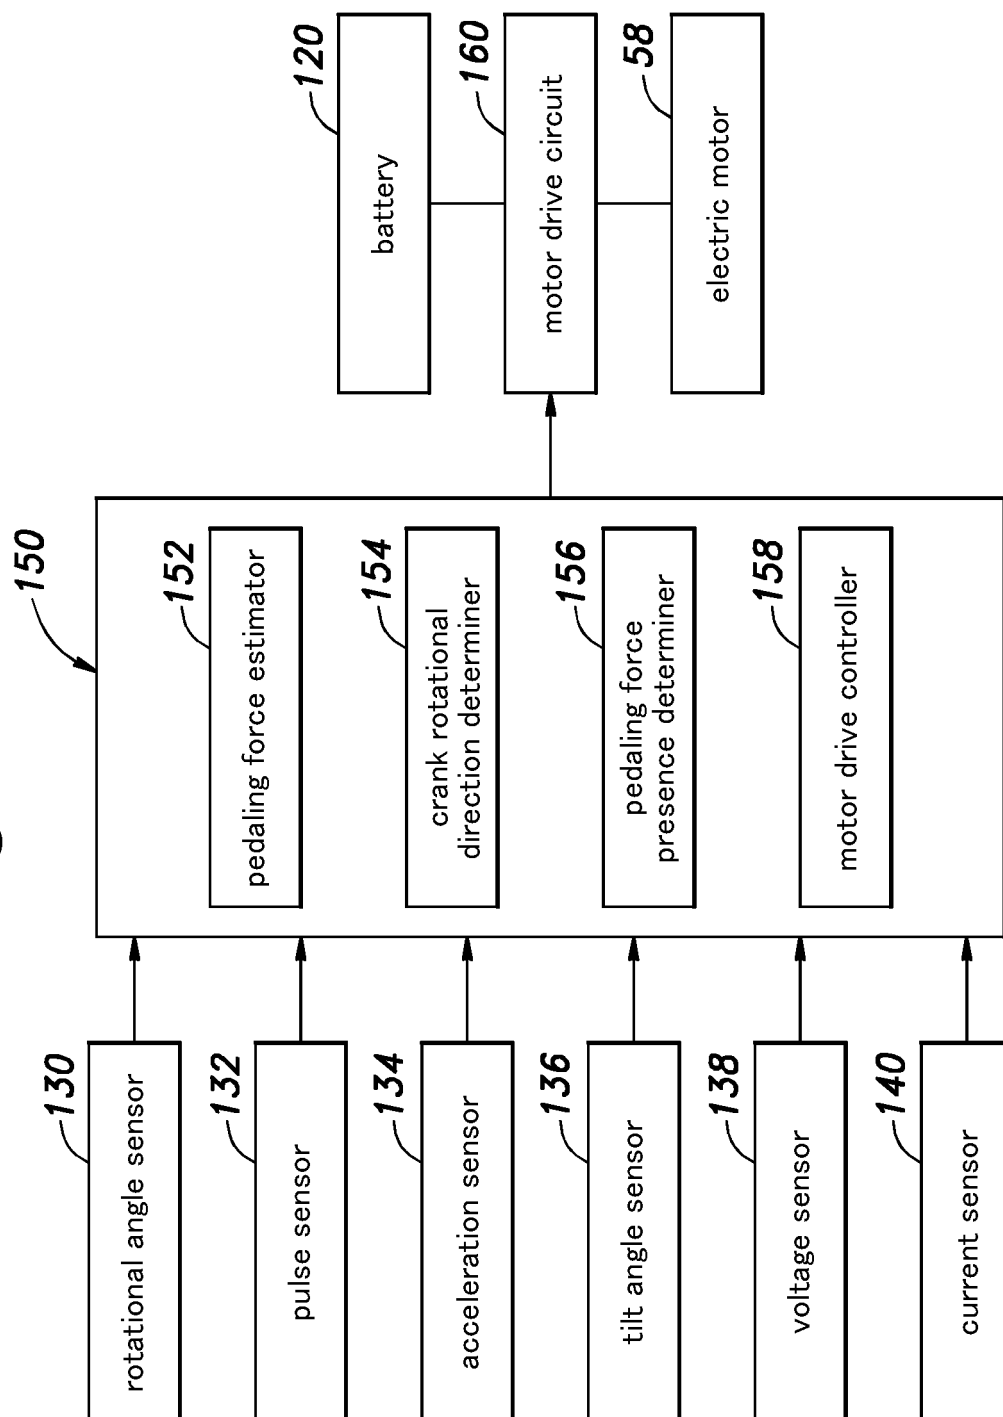 130
rotational angle sensor
132
pulse sensor
134
acceleration sensor
136
tilt angle sensor
138
voltage sensor
140
current sensor
150
152
pedaling force estimator
154
crank rotational
direction determiner
156
pedaling force
presence determiner
158
motor drive controller
120
battery
160
motor drive circuit
58
electric motor